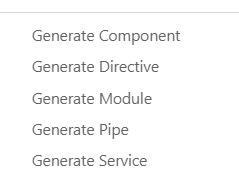 Generate Component
Generate Directive
Generate Module
Generate Pipe
Generate Service